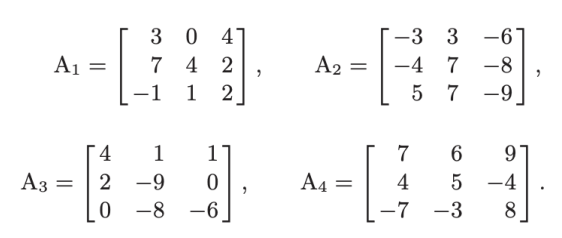 A₁ = [ 3 0 4 ; 7 4 2 ; −1 1 2 ], A₂ = [ −3 3 −6 ; −4 7 −8 ; 5 7 −9 ],
A₃ = [ 4 1 1 ; 2 −9 0 ; 0 −8 −6 ], A₄ = [ 7 6 9 ; 4 5 −4 ; −7 −3 8 ].